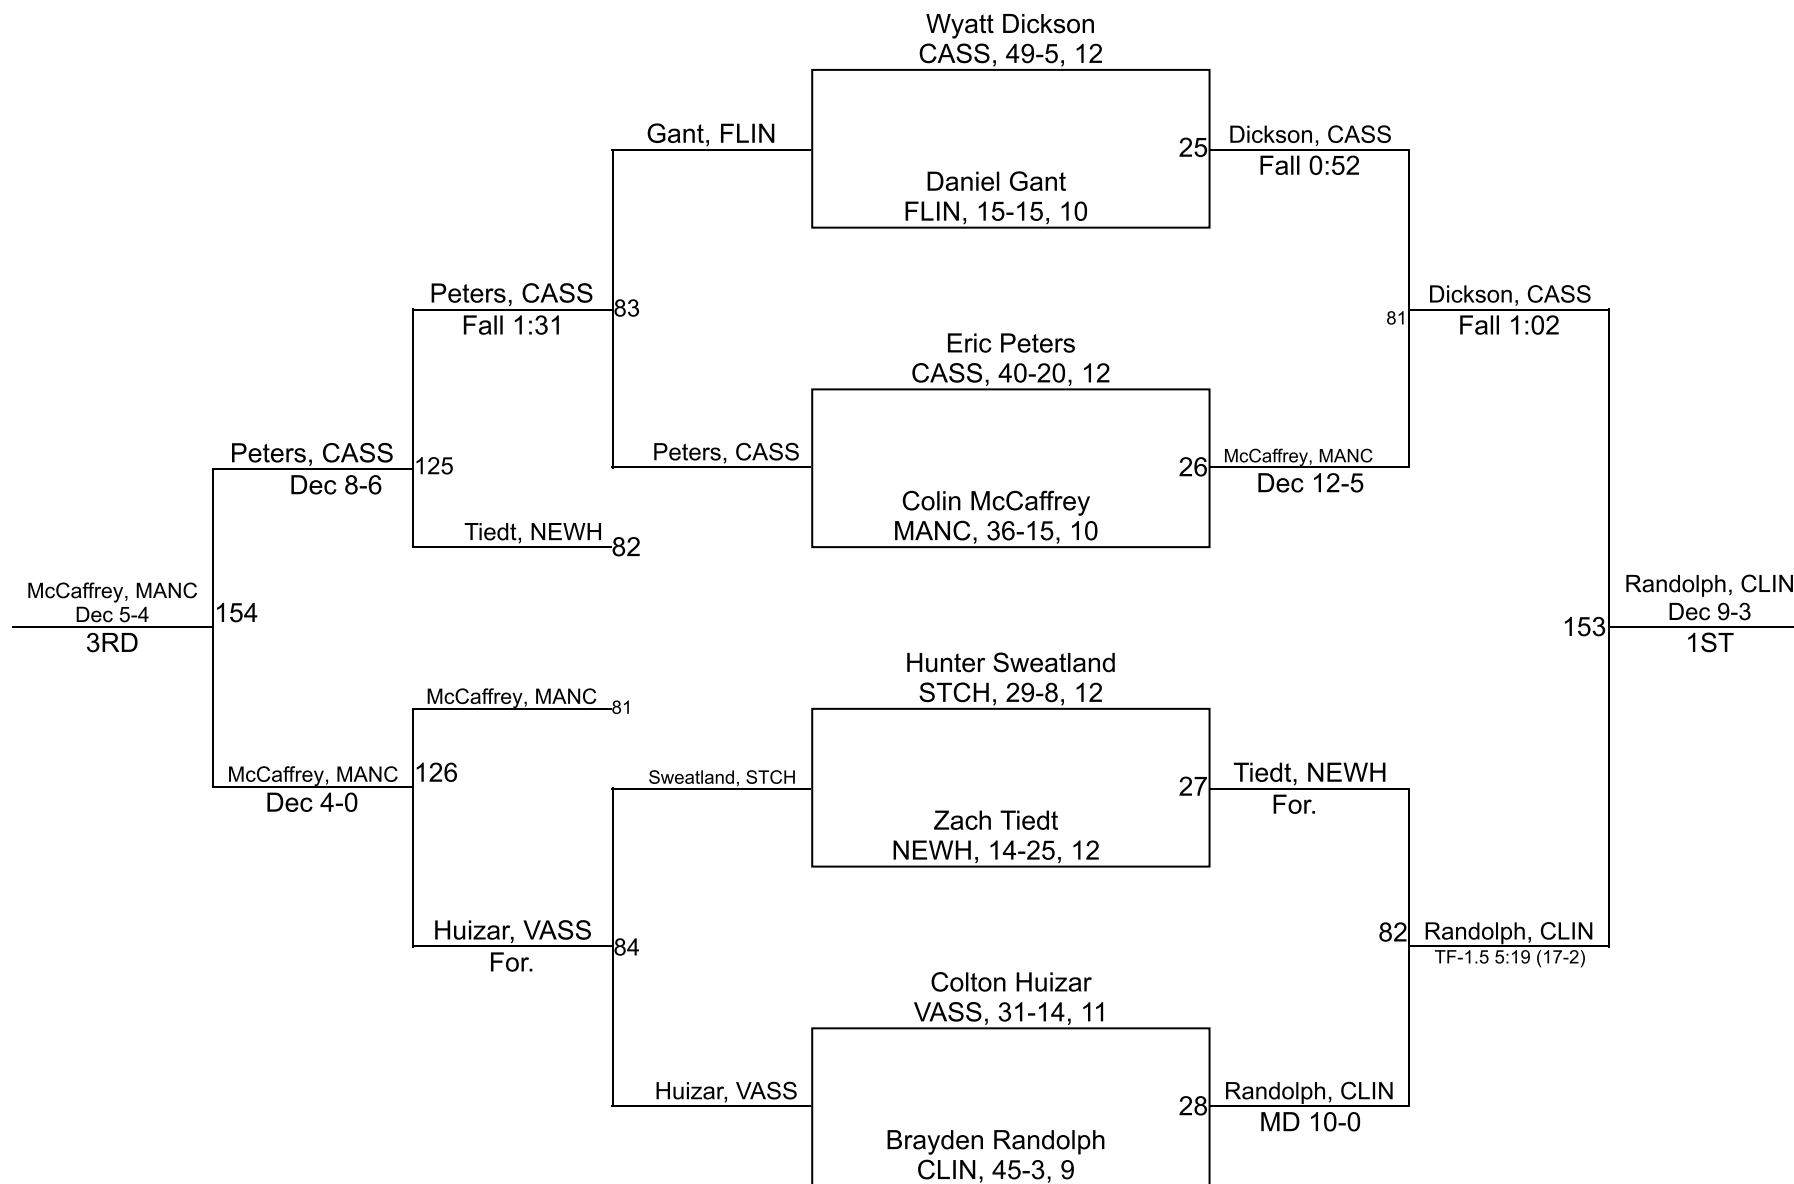 Wyatt Dickson
CASS, 49-5, 12
Gant, FLIN
25
Dickson, CASS
Fall 0:52
Daniel Gant
FLIN, 15-15, 10
Peters, CASS
Fall 1:31
83
81
Dickson, CASS
Fall 1:02
Eric Peters
CASS, 40-20, 12
Peters, CASS
Dec 8-6
125
Peters, CASS
26
McCaffrey, MANC
Dec 12-5
Colin McCaffrey
MANC, 36-15, 10
Tiedt, NEWH
82
McCaffrey, MANC
Dec 5-4
3RD
154
153
Randolph, CLIN
Dec 9-3
1ST
Hunter Sweatland
STCH, 29-8, 12
McCaffrey, MANC
81
McCaffrey, MANC
Dec 4-0
126
Sweatland, STCH
27
Tiedt, NEWH
For.
Zach Tiedt
NEWH, 14-25, 12
Huizar, VASS
For.
84
82
Randolph, CLIN
TF-1.5 5:19 (17-2)
Colton Huizar
VASS, 31-14, 11
Huizar, VASS
28
Randolph, CLIN
MD 10-0
Brayden Randolph
CLIN, 45-3, 9